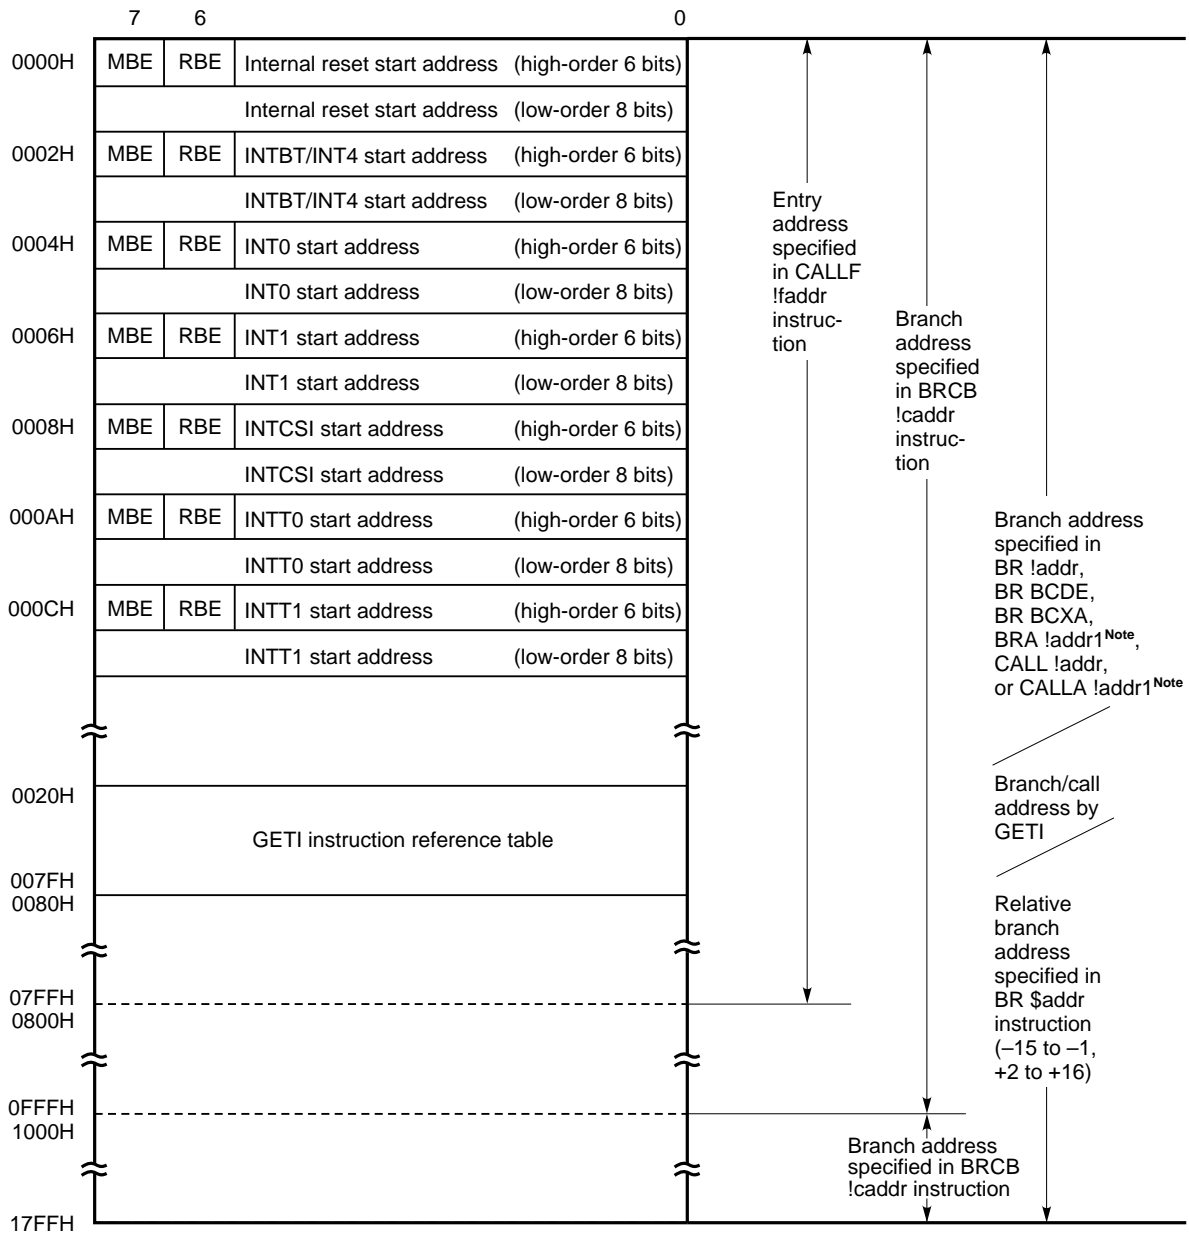 7 6 0
0000H MBE RBE Internal reset start address (high-order 6 bits)
Internal reset start address (low-order 8 bits)
0002H MBE RBE INTBT/INT4 start address (high-order 6 bits)
INTBT/INT4 start address (low-order 8 bits)
0004H MBE RBE INT0 start address (high-order 6 bits)
INT0 start address (low-order 8 bits)
0006H MBE RBE INT1 start address (high-order 6 bits)
INT1 start address (low-order 8 bits)
0008H MBE RBE INTCSI start address (high-order 6 bits)
INTCSI start address (low-order 8 bits)
000AH MBE RBE INTT0 start address (high-order 6 bits)
INTT0 start address (low-order 8 bits)
000CH MBE RBE INTT1 start address (high-order 6 bits)
INTT1 start address (low-order 8 bits)
0020H
GETI instruction reference table
007FH
0080H
07FFH
0800H
0FFFH
1000H
17FFH
Entry
address
specified
in CALLF
!faddr
instruc-
tion
Branch
address
specified
in BRCB
!caddr
instruc-
tion
Branch address
specified in BRCB
!caddr instruction
Branch address
specified in
BR !addr,
BR BCDE,
BR BCXA,
BRA !addr1Note,
CALL !addr,
or CALLA !addr1Note
Branch/call
address by
GETI
Relative
branch
address
specified in
BR $addr
instruction
(–15 to –1,
+2 to +16)